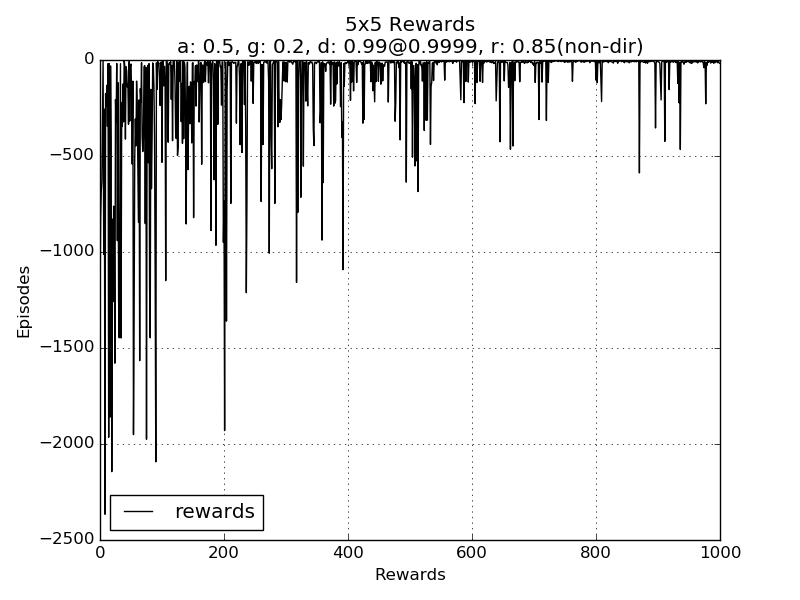 5x5 Rewards
a: 0.5, g: 0.2, d: 0.99@0.9999, r: 0.85(non-dir)
0
−500
−1000
−1500
−2000
−2500
Episodes
rewards
0 200 400 600 800 1000
Rewards